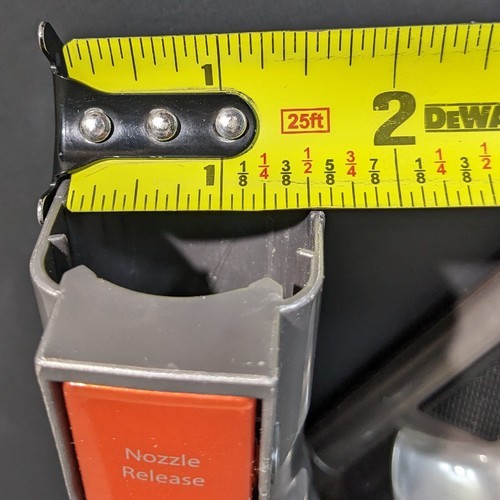 1
25ft
2
DEWA
1
1/8 1/4 3/8 1/2 5/8 3/4 7/8 1/8 1/4 3/8 1/2
Nozzle
Release